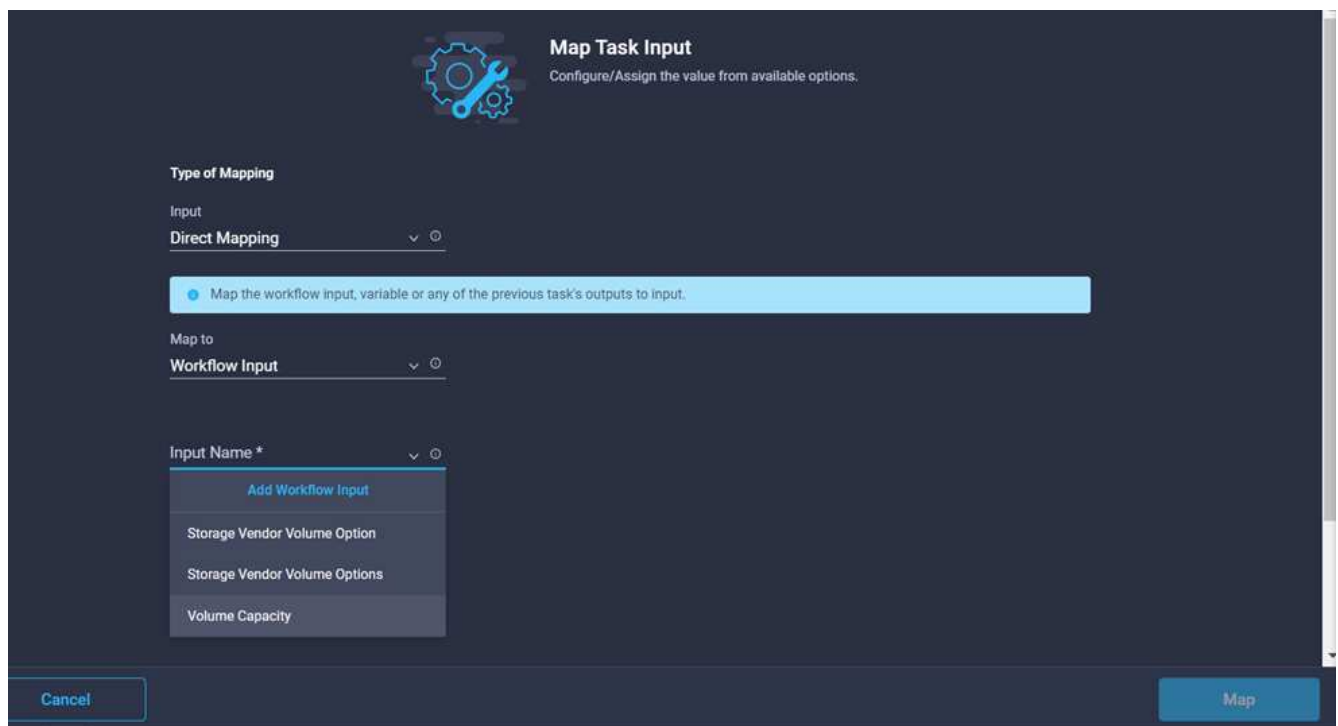 Map Task Input
Configure/Assign the value from available options.
Type of Mapping
Input
Direct Mapping
Map the workflow input, variable or any of the previous task's outputs to input.
Map to
Workflow Input
Input Name *
Add Workflow Input
Storage Vendor Volume Option
Storage Vendor Volume Options
Volume Capacity
Cancel
Map